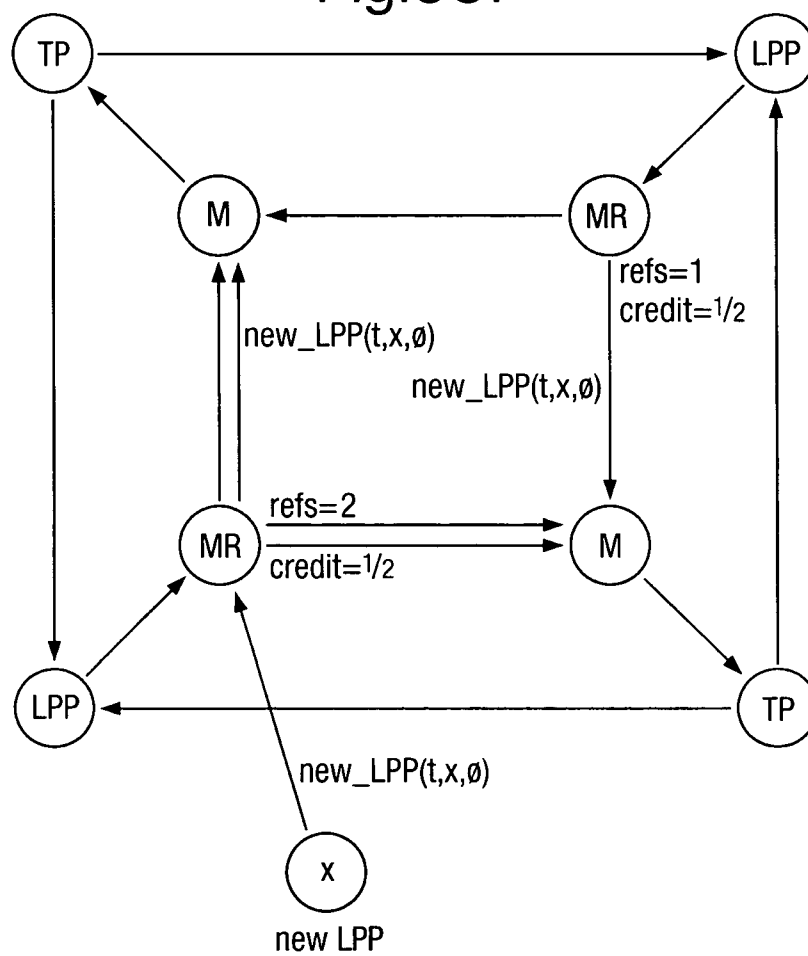 TP
LPP
M
MR
refs=1
credit=1/2
new_LPP(t,x,ø)
new_LPP(t,x,ø)
MR
refs=2
credit=1/2
M
LPP
TP
new_LPP(t,x,ø)
x
new LPP